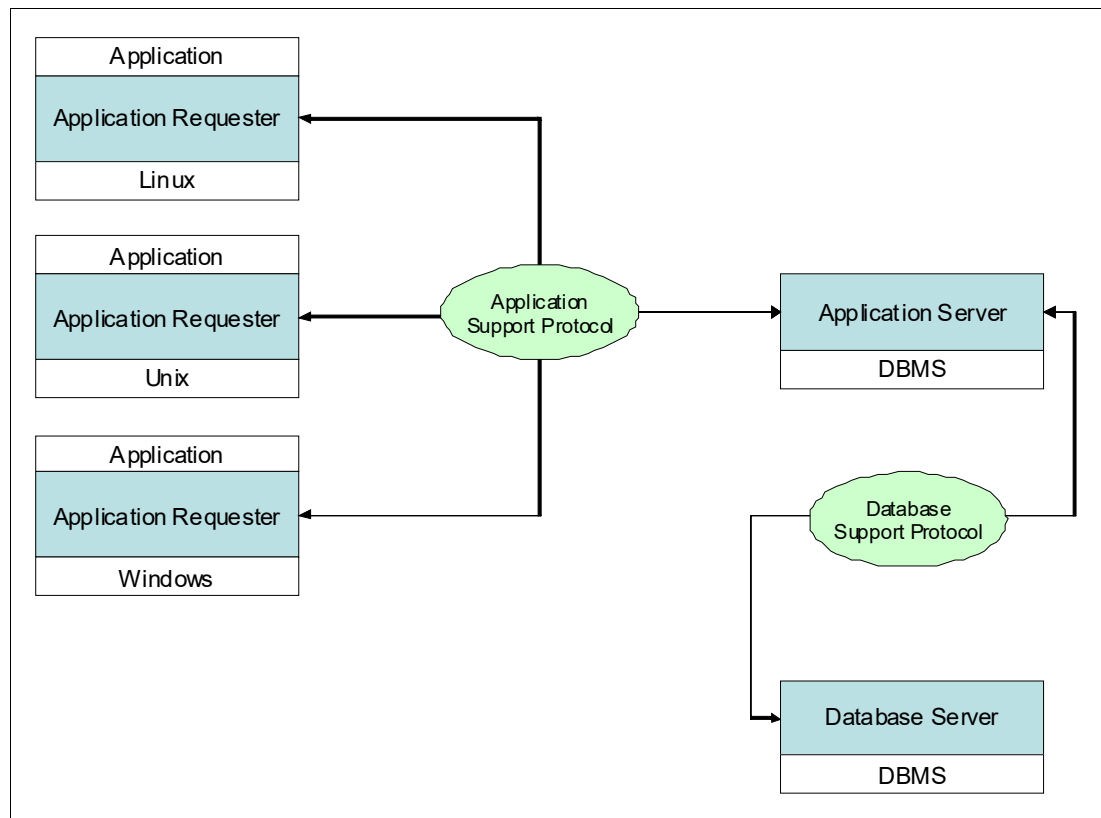 Application
Application Requester
Linux
Application
Application Requester
Unix
Application
Application Requester
Windows
Application
Support Protocol
Application Server
DBMS
Database
Support Protocol
Database Server
DBMS